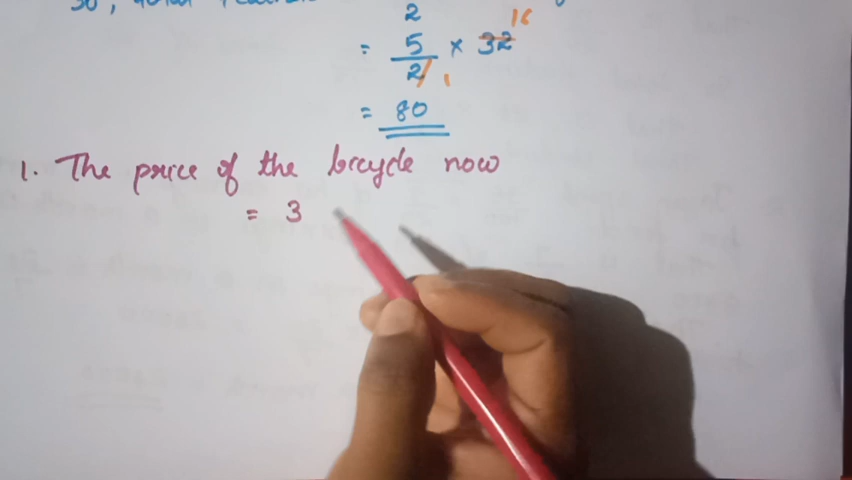 2
16
= 5 × 32
2 1
= 80
1. The price of the bicycle now
= 3